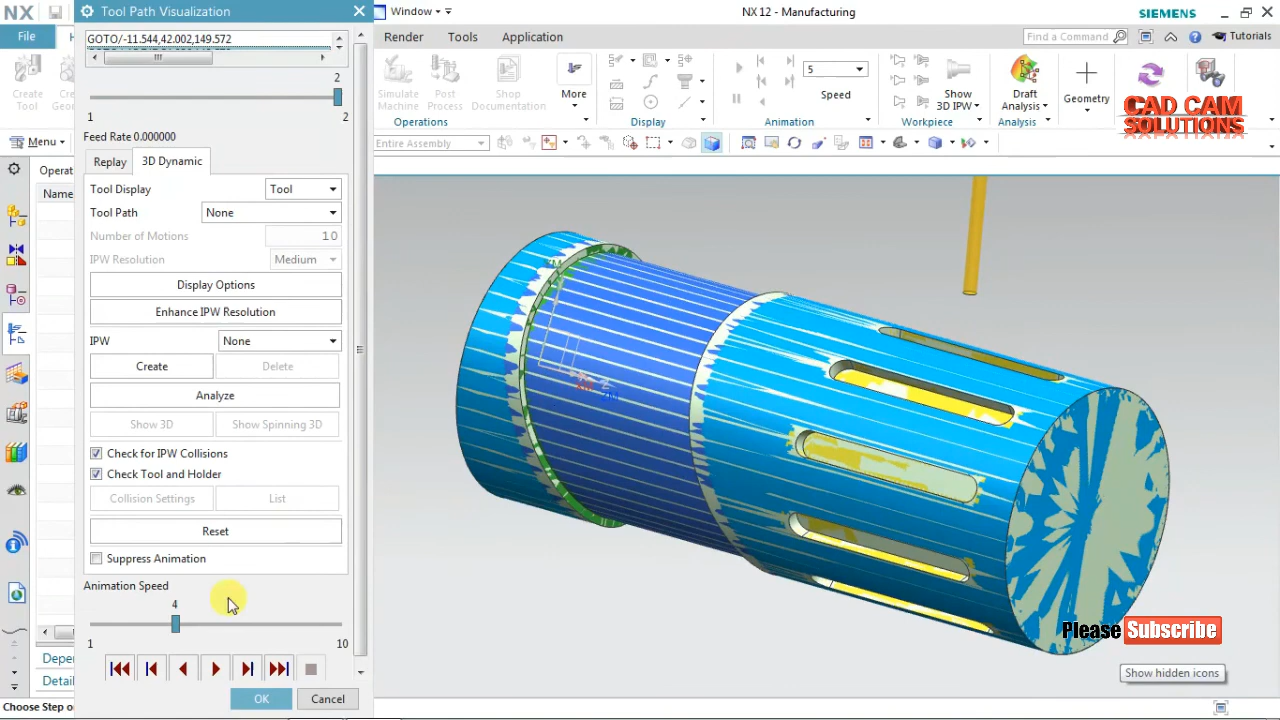 NX
Tool Path Visualization
Window
NX 12 - Manufacturing
SIEMENS
File
Render
Tools
Application
Find a Command
Tutorials
GOTO/-11.544,42.002,149.572
Create
Tool
Create
Simulate
Machine
Post
Process
Shop
Documentation
More
5
Speed
Show
3D IPW
Draft
Analysis
Geometry
CAD CAM
SOLUTIONS
Operations
Display
Animation
Workpiece
Analysis
2
1
2
Menu
Entire Assembly
Feed Rate 0.000000
Replay
3D Dynamic
Name
Tool Display
Tool
Tool Path
None
Number of Motions
10
IPW Resolution
Medium
Display Options
Enhance IPW Resolution
IPW
None
Create
Delete
Analyze
Show 3D
Show Spinning 3D
Check for IPW Collisions
Check Tool and Holder
Collision Settings
List
Reset
Suppress Animation
Animation Speed
4
1
10
Please Subscribe
Show hidden icons
OK
Cancel